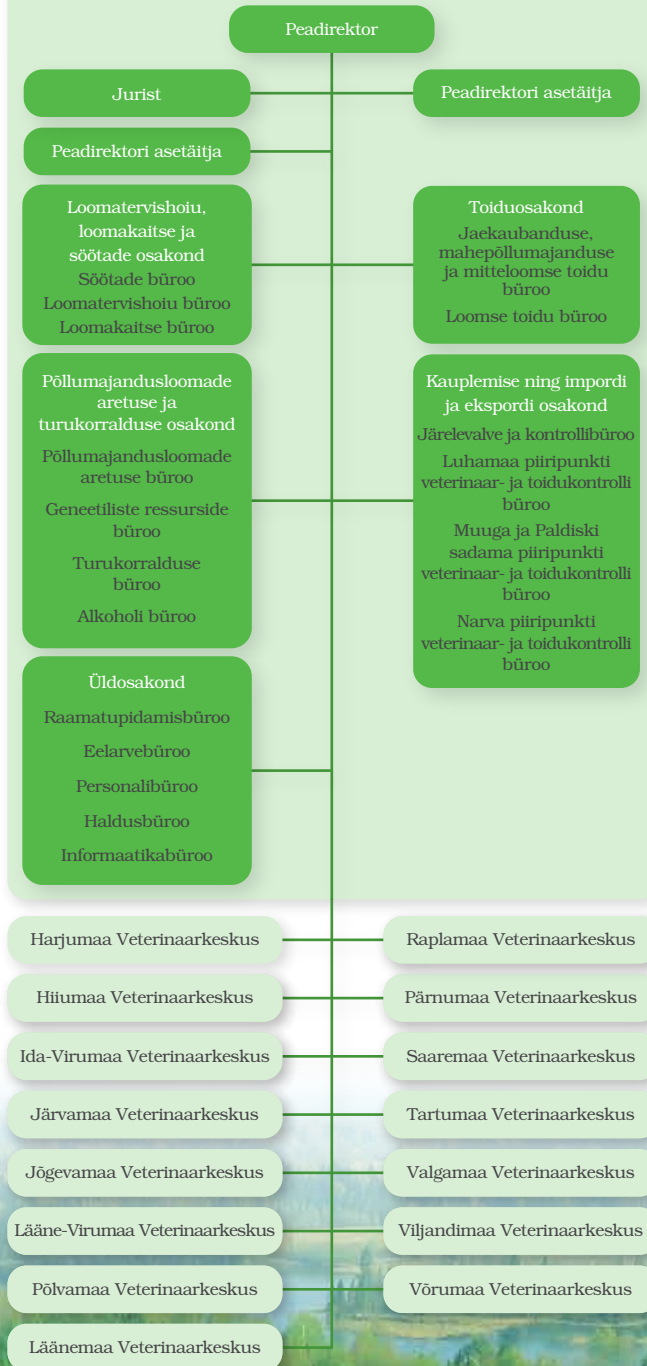 Peadirektor
Jurist
Peadirektori asetäitja
Peadirektori asetäitja
Loomatervishoiu,
loomakaitse ja
söötade osakond
Söötade büroo
Loomatervishoiu büroo
Loomakaitse büroo
Toiduosakond
Jaekaubanduse,
mahepõllumajanduse
ja mitteloomse toidu
büroo
Loomse toidu büroo
Põllumajandusloomade
aretuse ja
turukorralduse osakond
Põllumajandusloomade
aretuse büroo
Geneetiliste ressurside
büroo
Turukorralduse
büroo
Alkoholi büroo
Kauplemise ning impordi
ja ekspordi osakond
Järelevalve ja kontrollibüroo
Luhamaa piiripunkti
veterinaar- ja toidukontrolli
büroo
Muuga ja Paldiski
sadama piiripunkti
veterinaar- ja toidukontrolli
büroo
Narva piiripunkti
veterinaar- ja toidukontrolli
büroo
Üldosakond
Raamatupidamisbüroo
Eelarvebüroo
Personalibüroo
Haldusbüroo
Informaatikabüroo
Harjumaa Veterinaarkeskus
Raplamaa Veterinaarkeskus
Hiiumaa Veterinaarkeskus
Pärnumaa Veterinaarkeskus
Ida-Virumaa Veterinaarkeskus
Saaremaa Veterinaarkeskus
Järvamaa Veterinaarkeskus
Tartumaa Veterinaarkeskus
Jõgevamaa Veterinaarkeskus
Valgamaa Veterinaarkeskus
Lääne-Virumaa Veterinaarkeskus
Viljandimaa Veterinaarkeskus
Põlvamaa Veterinaarkeskus
Võrumaa Veterinaarkeskus
Läänemaa Veterinaarkeskus